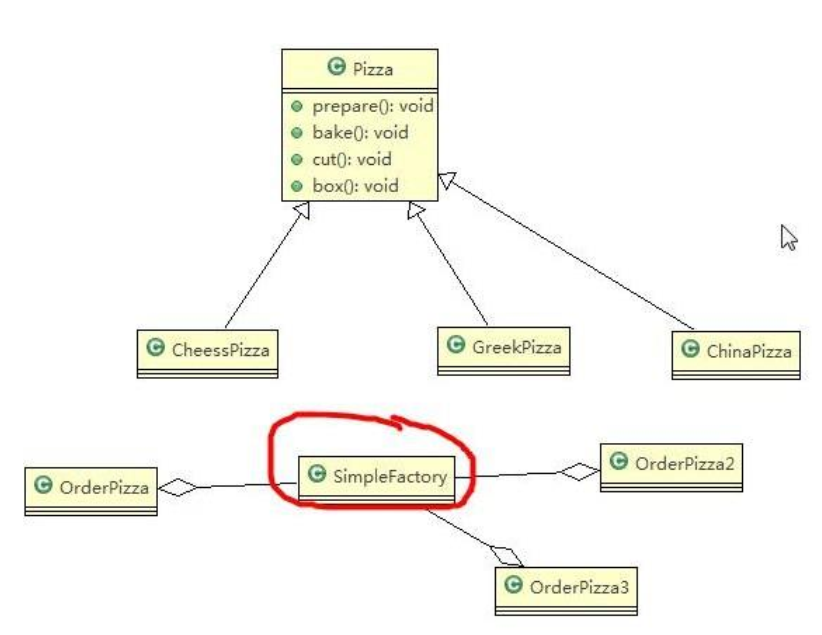 Pizza
prepare(): void
bake(): void
cut(): void
box(): void
CheessPizza
GreekPizza
ChinaPizza
OrderPizza
SimpleFactory
OrderPizza2
OrderPizza3